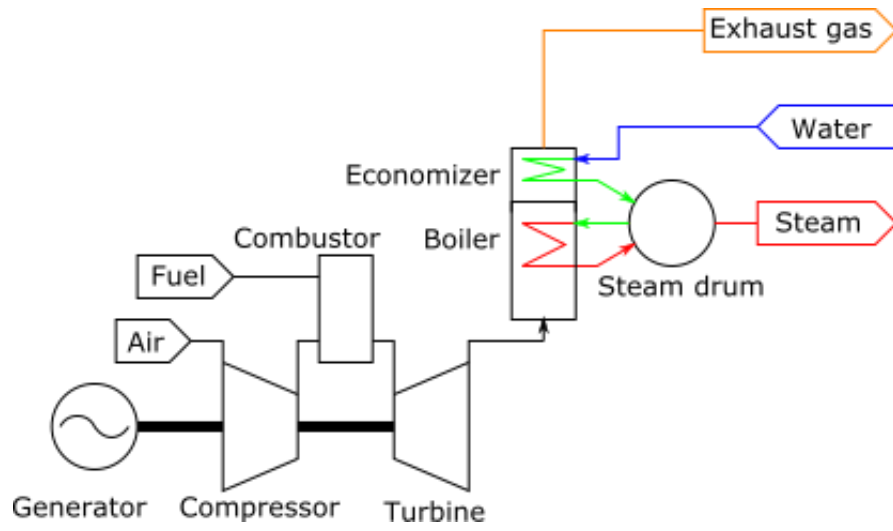 Exhaust gas
Water
Economizer
Steam
Boiler
Combustor
Steam drum
Fuel
Air
Generator
Compressor
Turbine